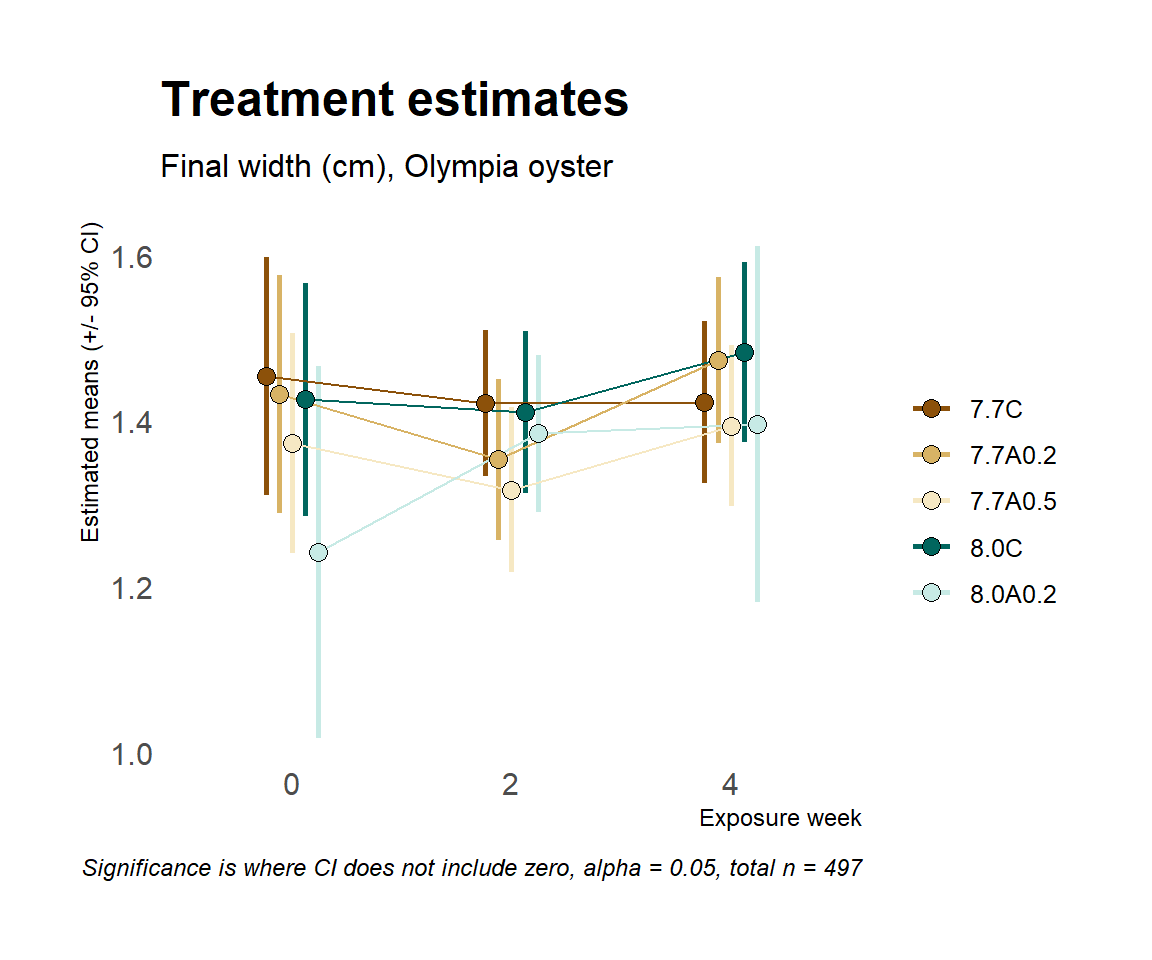 Treatment estimates
Final width (cm), Olympia oyster
Estimated means (+/- 95% CI)
1.6
1.4
1.2
1.0
0 2 4
Exposure week
7.7C
7.7A0.2
7.7A0.5
8.0C
8.0A0.2
Significance is where CI does not include zero, alpha = 0.05, total n = 497